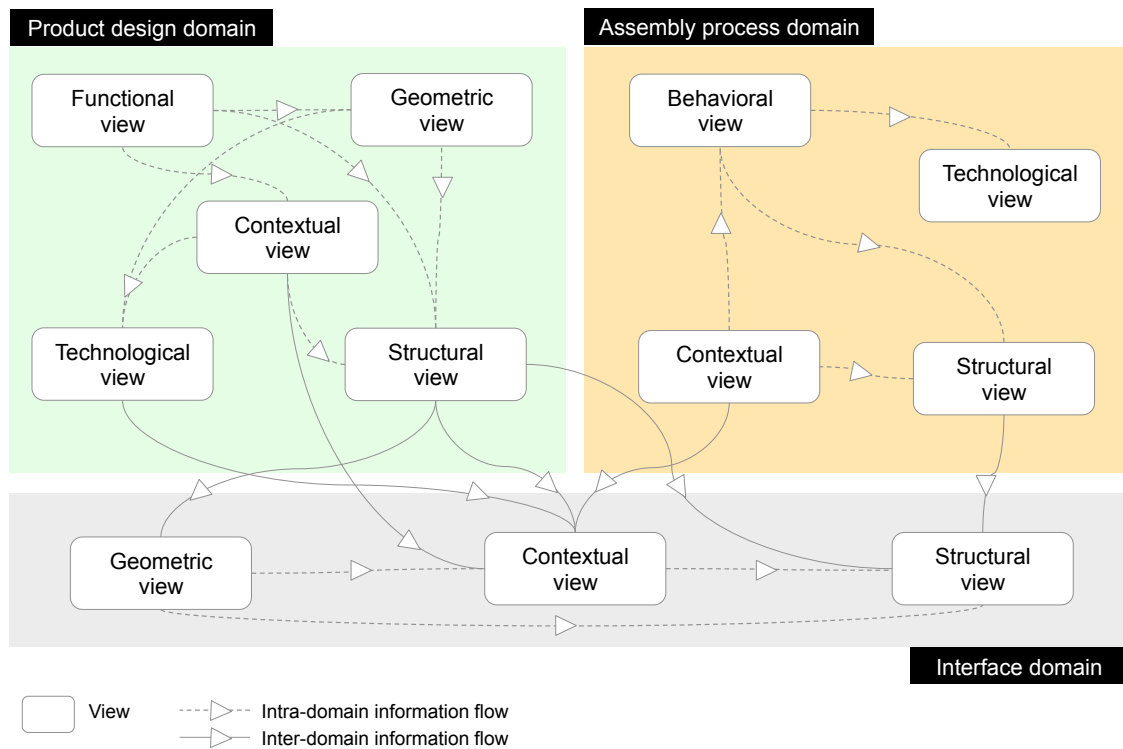 Product design domain
Assembly process domain
Functional
view
Geometric
view
Behavioral
view
Technological
view
Contextual
view
Technological
view
Structural
view
Contextual
view
Structural
view
Geometric
view
Contextual
view
Structural
view
Interface domain
View
Intra-domain information flow
Inter-domain information flow